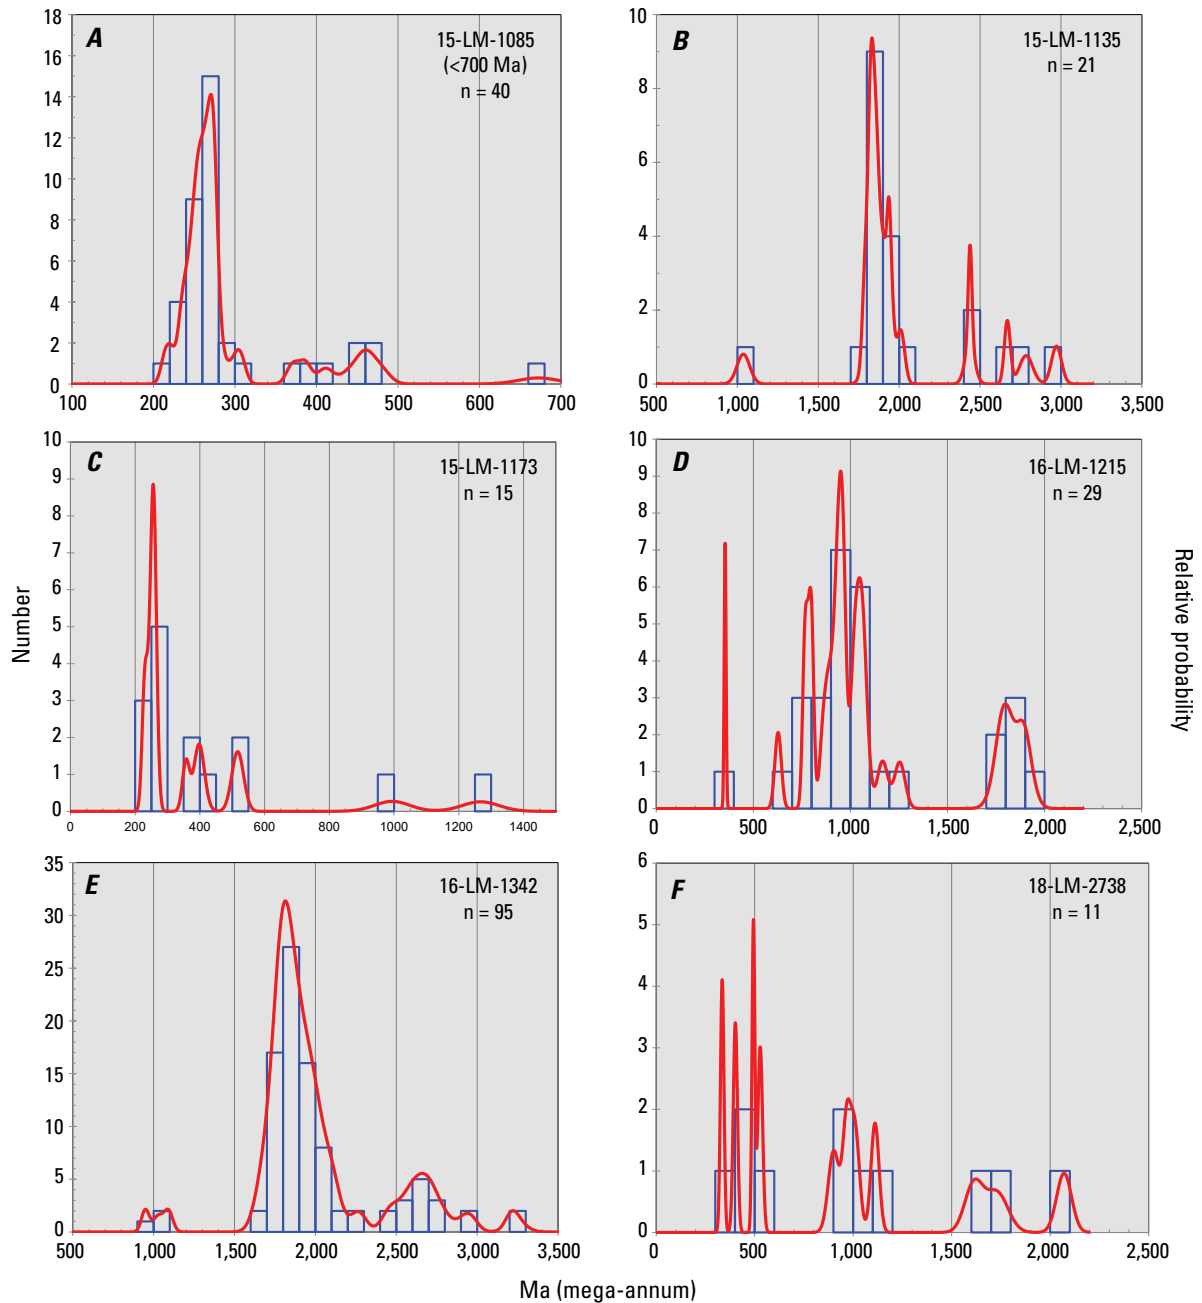 A
15-LM-1085
(<700 Ma)
n = 40
18
16
14
12
10
8
6
4
2
0
100 200 300 400 500 600 700
B
15-LM-1135
n = 21
10
8
6
4
2
0
500 1,000 1,500 2,000 2,500 3,000 3,500
C
15-LM-1173
n = 15
10
9
8
7
6
5
4
3
2
1
0
0 200 400 600 800 1000 1200 1400
D
16-LM-1215
n = 29
10
9
8
7
6
5
4
3
2
1
0
0 500 1,000 1,500 2,000 2,500
E
16-LM-1342
n = 95
35
30
25
20
15
10
5
0
500 1,000 1,500 2,000 2,500 3,000 3,500
F
18-LM-2738
n = 11
6
5
4
3
2
1
0
0 500 1,000 1,500 2,000 2,500
Number
Relative probability
Ma (mega-annum)